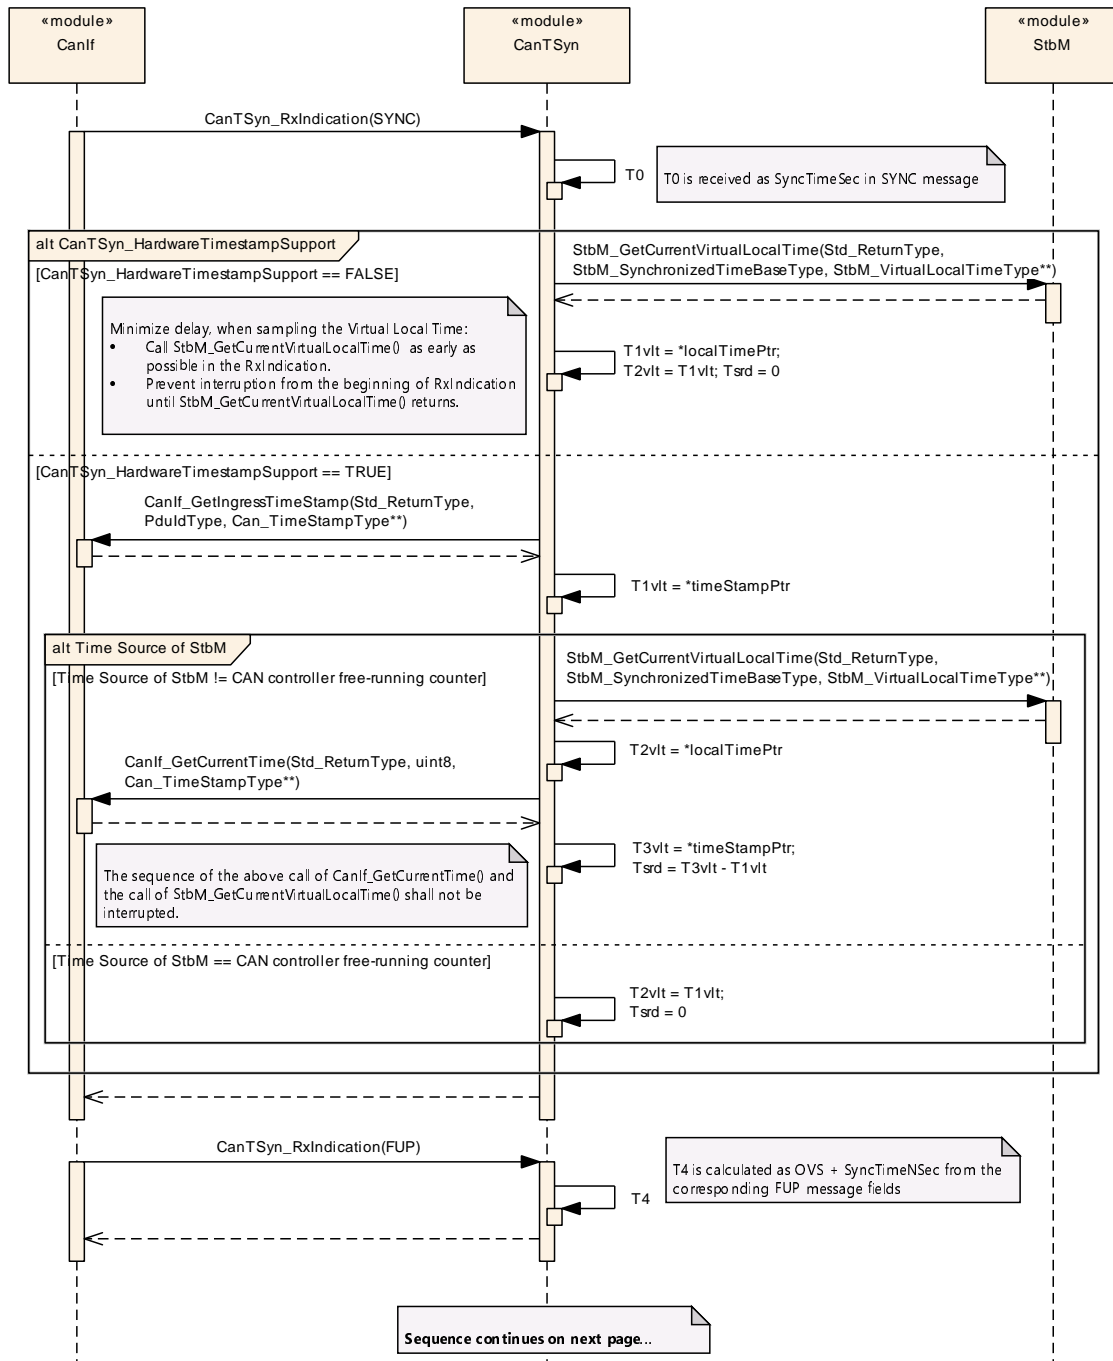 «module»
CanIf
«module»
CanTSyn
«module»
StbM
CanTSyn_RxIndication(SYNC)
T0
T0 is received as SyncTimeSec in SYNC message
alt CanTSyn_HardwareTimestampSupport
[CanTSyn_HardwareTimestampSupport == FALSE]
StbM_GetCurrentVirtualLocalTime(Std_ReturnType,
StbM_SynchronizedTimeBaseType, StbM_VirtualLocalTimeType**)
Minimize delay, when sampling the Virtual Local Time:
• Call StbM_GetCurrentVirtualLocalTime() as early as
possible in the RxIndication.
• Prevent interruption from the beginning of RxIndication
until StbM_GetCurrentVirtualLocalTime() returns.
T1vlt = *localTimePtr;
T2vlt = T1vlt; Tsrd = 0
[CanTSyn_HardwareTimestampSupport == TRUE]
CanIf_GetIngressTimeStamp(Std_ReturnType,
PduIdType, Can_TimeStampType**)
T1vlt = *timeStampPtr
alt Time Source of StbM
[Time Source of StbM != CAN controller free-running counter]
StbM_GetCurrentVirtualLocalTime(Std_ReturnType,
StbM_SynchronizedTimeBaseType, StbM_VirtualLocalTimeType**)
T2vlt = *localTimePtr
CanIf_GetCurrentTime(Std_ReturnType, uint8,
Can_TimeStampType**)
T3vlt = *timeStampPtr;
Tsrd = T3vlt - T1vlt
The sequence of the above call of CanIf_GetCurrentTime() and
the call of StbM_GetCurrentVirtualLocalTime() shall not be
interrupted.
[Time Source of StbM == CAN controller free-running counter]
T2vlt = T1vlt;
Tsrd = 0
CanTSyn_RxIndication(FUP)
T4
T4 is calculated as OVS + SyncTimeNSec from the
corresponding FUP message fields
Sequence continues on next page...